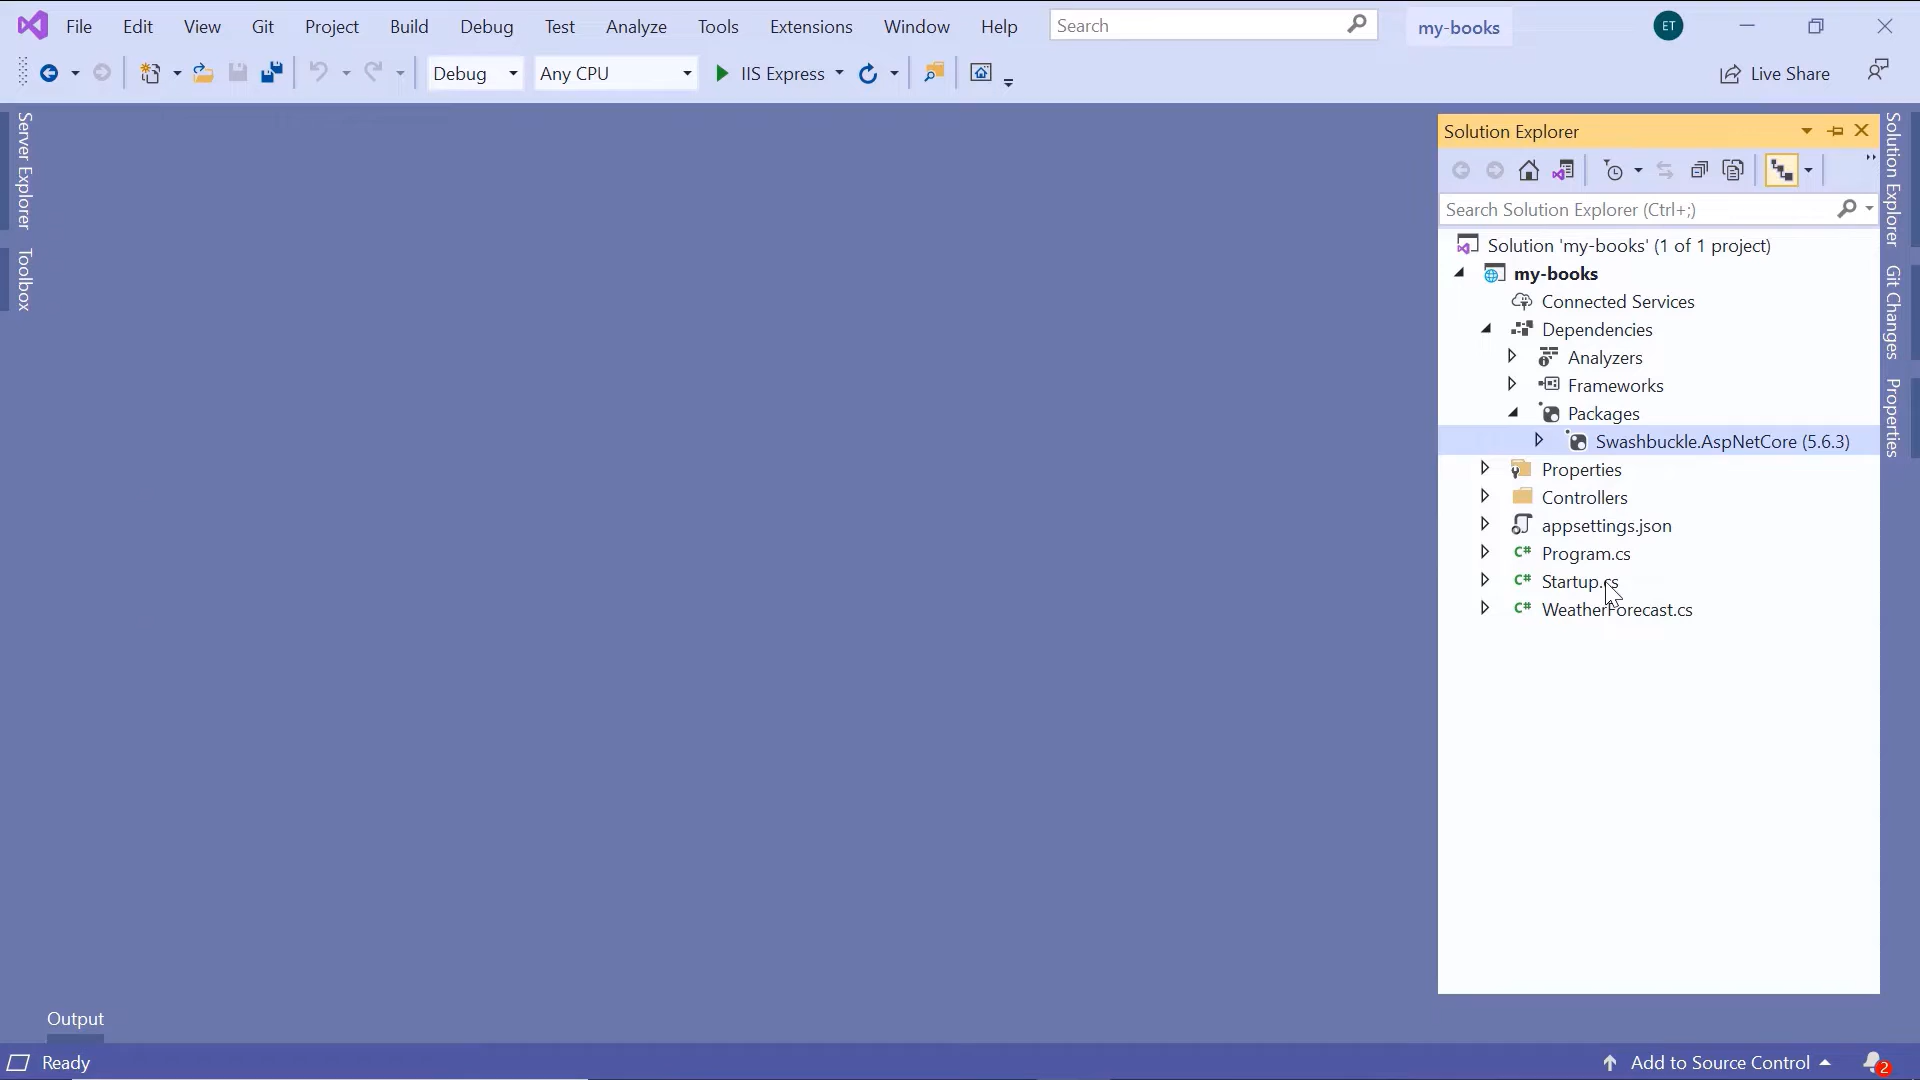 File Edit View Git Project Build Debug Test Analyze Tools Extensions Window Help Search my-books ET
Debug Any CPU IIS Express Live Share
Server Explorer
Toolbox
Solution Explorer
Search Solution Explorer (Ctrl+;)
Solution 'my-books' (1 of 1 project)
my-books
Connected Services
Dependencies
Analyzers
Frameworks
Packages
Swashbuckle.AspNetCore (5.6.3)
Properties
Controllers
appsettings.json
C# Program.cs
C# Startup.cs
C# WeatherForecast.cs
Solution Explorer
Git Changes
Properties
Output
Ready Add to Source Control 2